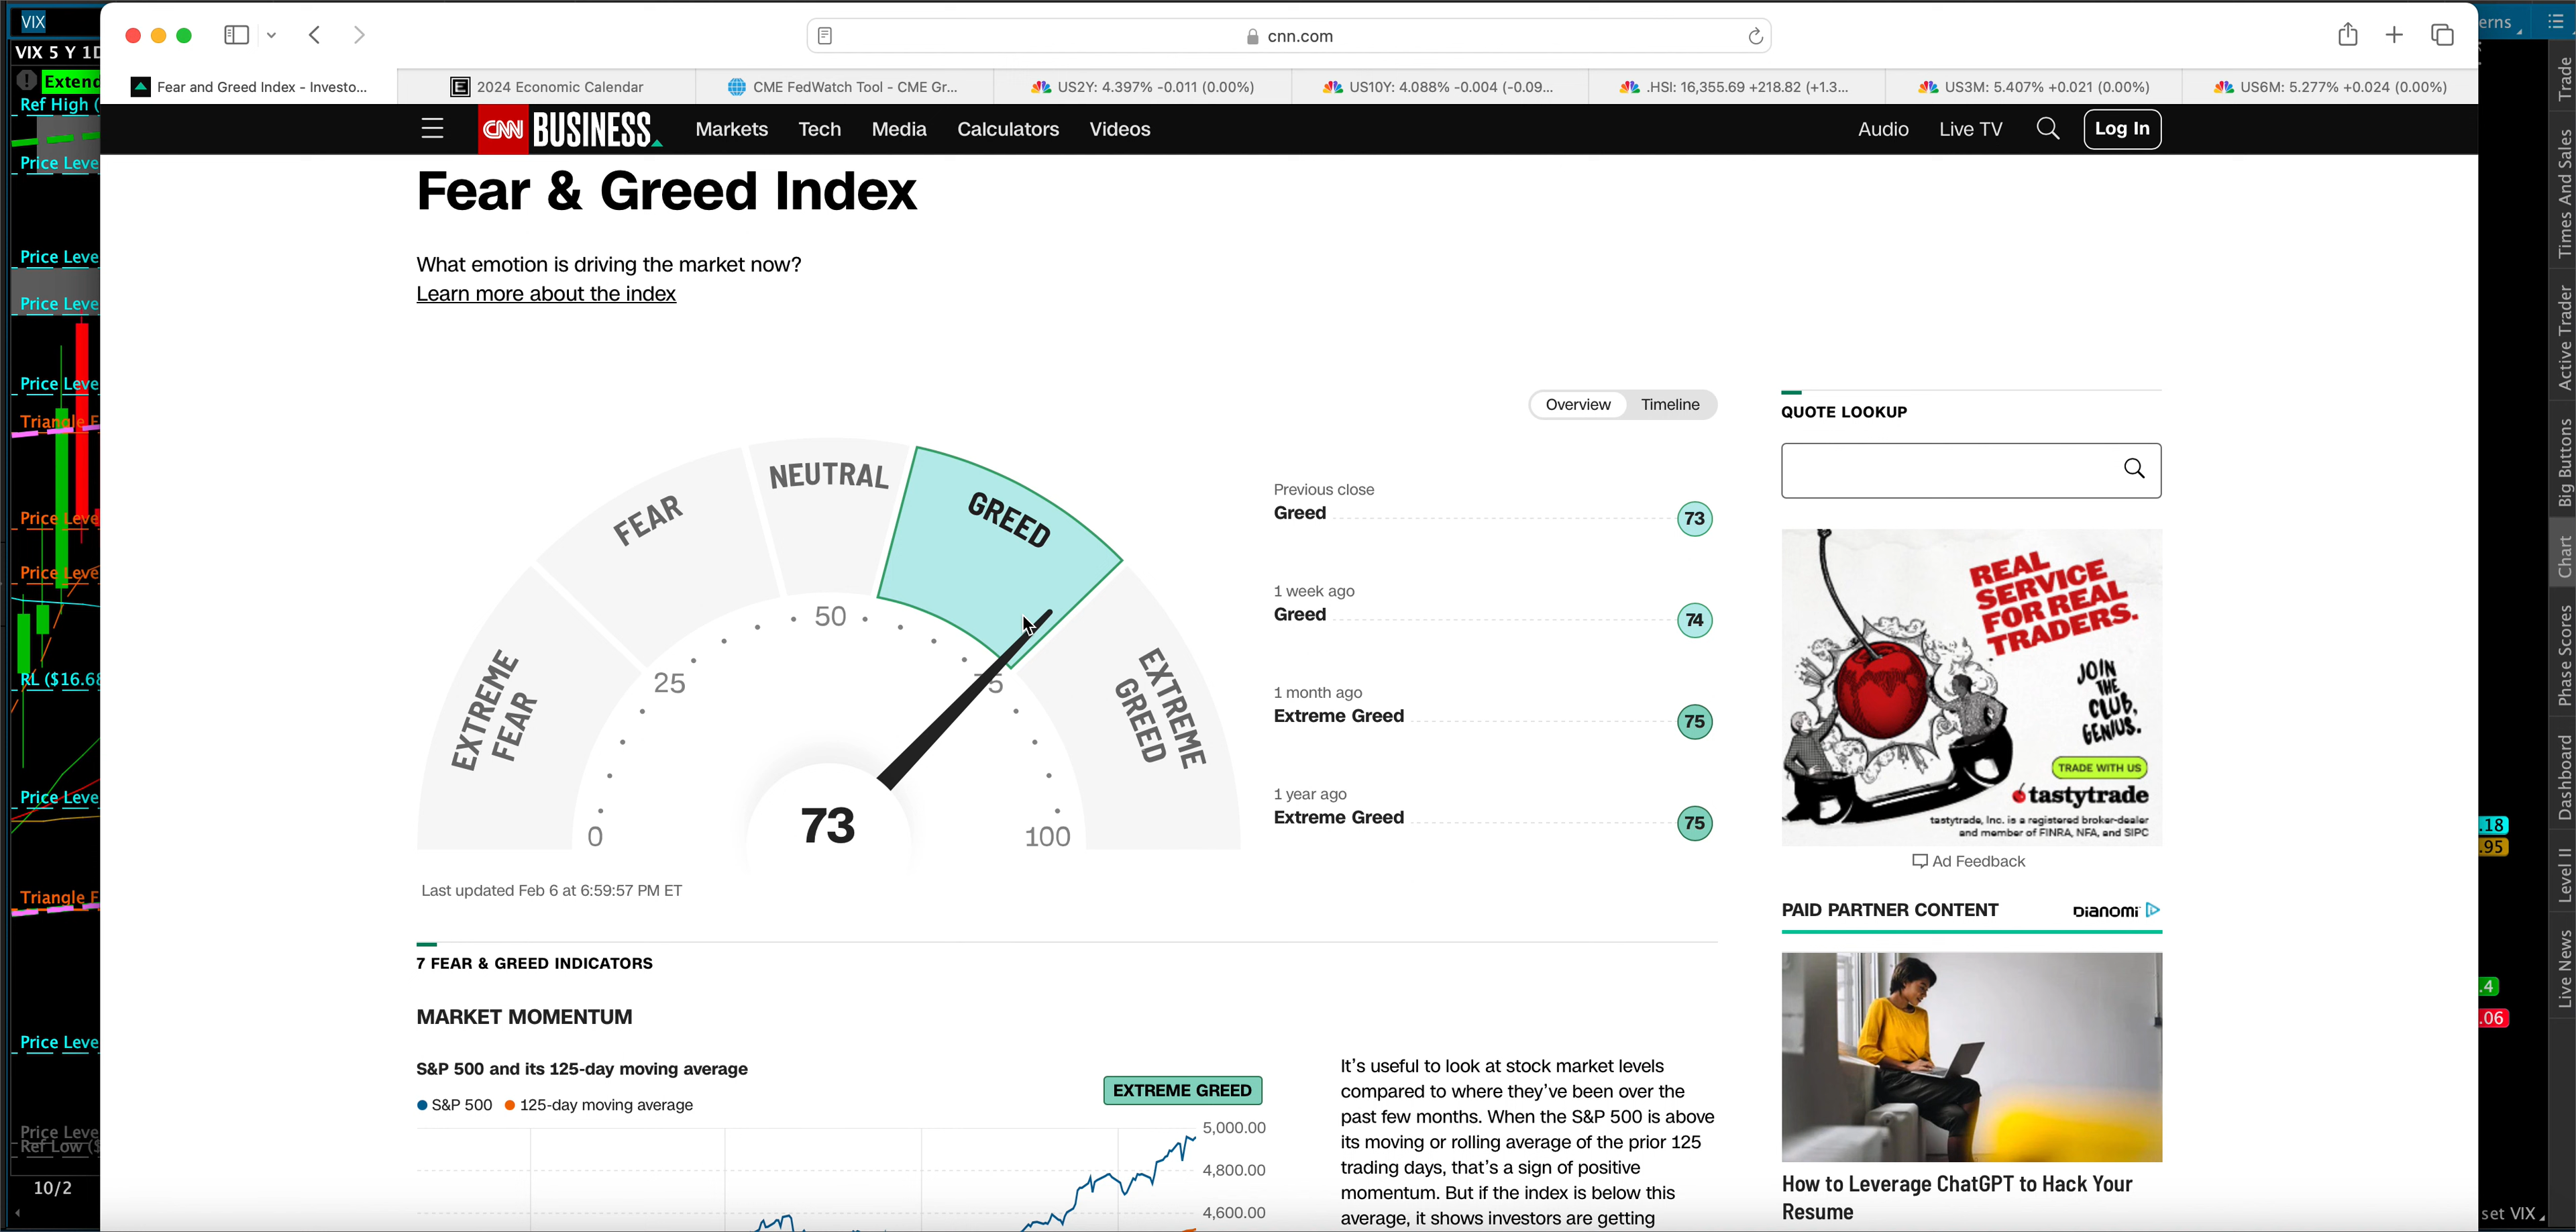 VIX
VIX 5 Y 1D
Extend
Ref High (
Price Leve
Price Leve
Price Leve
Price Leve
Triangle F
Price Leve
Price Leve
RL ($16.68
Price Leve
Triangle F
Price Leve
Price Leve
Ref Low ($
10/2
cnn.com
Fear and Greed Index - Investo...
2024 Economic Calendar
CME FedWatch Tool - CME Gr...
US2Y: 4.397% -0.011 (0.00%)
US10Y: 4.088% -0.004 (-0.09...
.HSI: 16,355.69 +218.82 (+1.3...
US3M: 5.407% +0.021 (0.00%)
US6M: 5.277% +0.024 (0.00%)
CNN BUSINESS
Markets
Tech
Media
Calculators
Videos
Audio
Live TV
Log In
Fear & Greed Index
What emotion is driving the market now?
Learn more about the index
Overview
Timeline
EXTREME
FEAR
FEAR
NEUTRAL
GREED
EXTREME
GREED
0
25
50
75
100
73
Last updated Feb 6 at 6:59:57 PM ET
Previous close
Greed
73
1 week ago
Greed
74
1 month ago
Extreme Greed
75
1 year ago
Extreme Greed
75
7 FEAR & GREED INDICATORS
MARKET MOMENTUM
S&P 500 and its 125-day moving average
S&P 500
125-day moving average
EXTREME GREED
5,000.00
4,800.00
4,600.00
It's useful to look at stock market levels
compared to where they've been over the
past few months. When the S&P 500 is above
its moving or rolling average of the prior 125
trading days, that's a sign of positive
momentum. But if the index is below this
average, it shows investors are getting
QUOTE LOOKUP
REAL
SERVICE
FOR REAL
TRADERS.
JOIN
THE
CLUB,
GENIUS.
TRADE WITH US
tastytrade
tastytrade, Inc. is a registered broker-dealer
and member of FINRA, NFA, and SIPC
Ad Feedback
PAID PARTNER CONTENT
DIANOMI
How to Leverage ChatGPT to Hack Your
Resume
erns
Trade
Times And Sales
Active Trader
Big Buttons
Chart
Phase Scores
Dashboard
Level II
Live News
.18
.95
.4
.06
set VIX